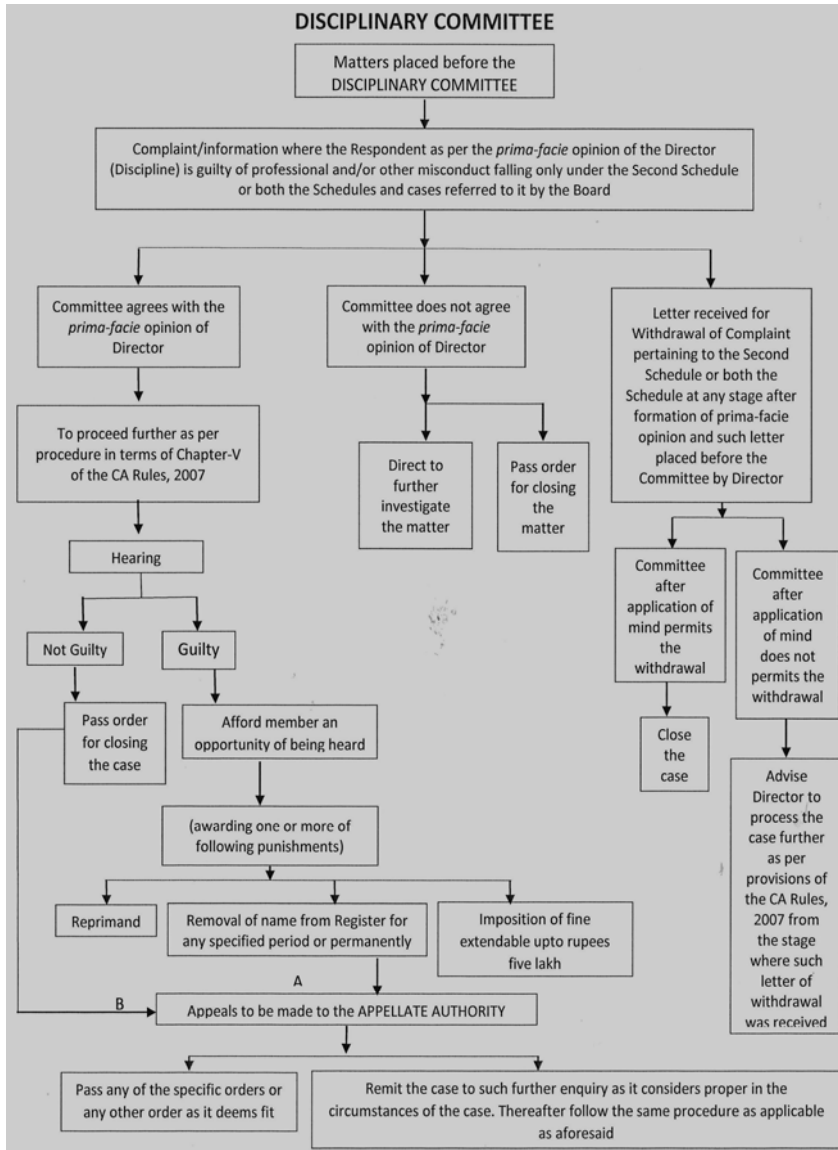 DISCIPLINARY COMMITTEE
Matters placed before the
DISCIPLINARY COMMITTEE
Complaint/information where the Respondent as per the prima-facie opinion of the Director
(Discipline) is guilty of professional and/or other misconduct falling only under the Second Schedule
or both the Schedules and cases referred to it by the Board
Committee agrees with the
prima-facie opinion of
Director
Committee does not agree
with the prima-facie
opinion of Director
Letter received for
Withdrawal of Complaint
pertaining to the Second
Schedule or both the
Schedule at any stage after
formation of prima-facie
opinion and such letter
placed before the
Committee by Director
To proceed further as per
procedure in terms of Chapter-V
of the CA Rules, 2007
Direct to
further
investigate
the matter
Pass order
for closing
the
matter
Hearing
Committee
after
application of
mind permits
the
withdrawal
Committee
after
application
of mind
does not
permits the
withdrawal
Not Guilty
Guilty
Pass order
for closing
the case
Afford member an
opportunity of being heard
Close
the
case
Advise
Director to
process the
case further
as per
provisions of
the CA Rules,
2007 from
the stage
where such
letter of
withdrawal
was received
(awarding one or more of
following punishments)
Reprimand
Removal of name from Register for
any specified period or permanently
Imposition of fine
extendable upto rupees
five lakh
A
B
Appeals to be made to the APPELLATE AUTHORITY
Pass any of the specific orders or
any other order as it deems fit
Remit the case to such further enquiry as it considers proper in the
circumstances of the case. Thereafter follow the same procedure as applicable
as aforesaid